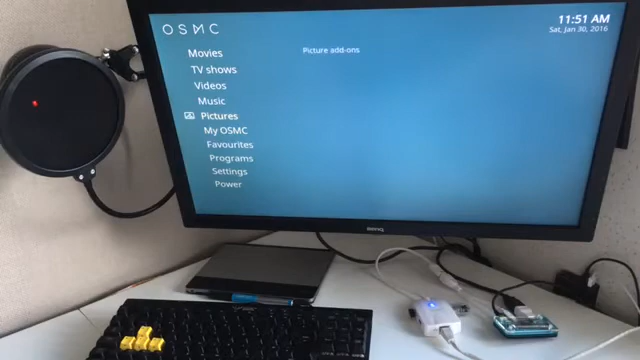 OSMC
11:51 AM
Sat, Jan 30, 2016
Movies
Picture add-ons
TV shows
Videos
Music
Pictures
My OSMC
Favourites
Programs
Settings
Power
BenQ